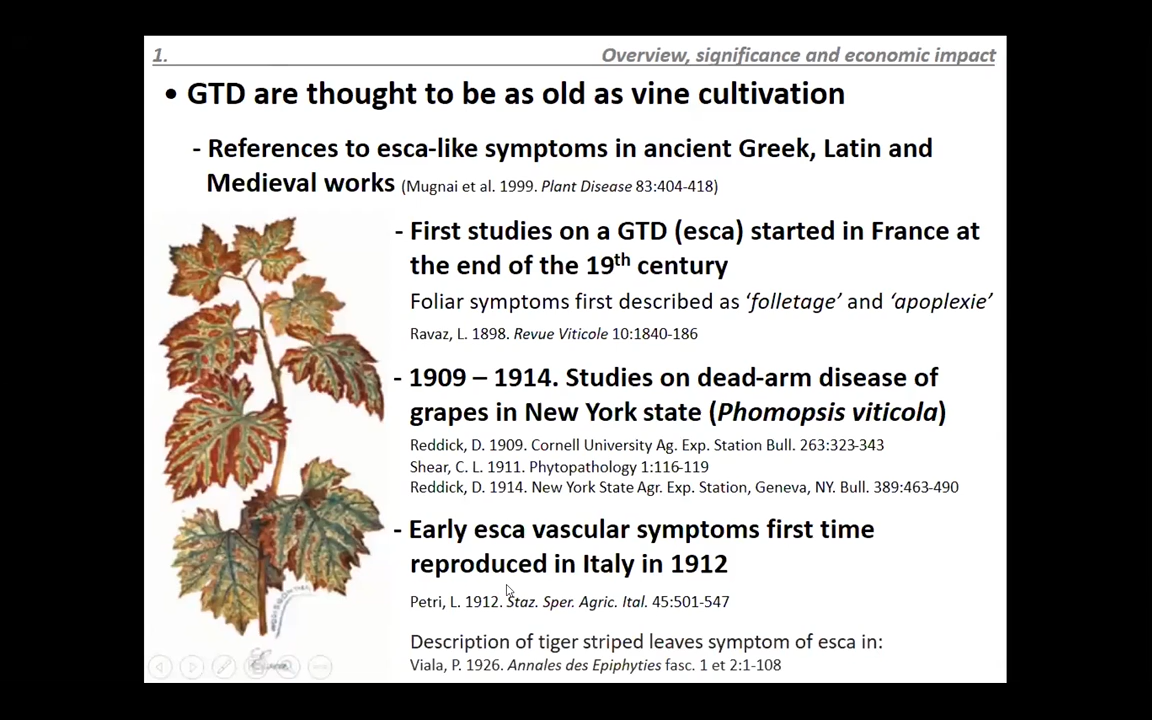 1.
Overview, significance and economic impact
• GTD are thought to be as old as vine cultivation
- References to esca-like symptoms in ancient Greek, Latin and
Medieval works (Mugnai et al. 1999. Plant Disease 83:404-418)
- First studies on a GTD (esca) started in France at
the end of the 19th century
Foliar symptoms first described as ‘folletage’ and ‘apoplexie’
Ravaz, L. 1898. Revue Viticole 10:1840-186
- 1909 – 1914. Studies on dead-arm disease of
grapes in New York state (Phomopsis viticola)
Reddick, D. 1909. Cornell University Ag. Exp. Station Bull. 263:323-343
Shear, C. L. 1911. Phytopathology 1:116-119
Reddick, D. 1914. New York State Agr. Exp. Station, Geneva, NY. Bull. 389:463-490
- Early esca vascular symptoms first time
reproduced in Italy in 1912
Petri, L. 1912. Staz. Sper. Agric. Ital. 45:501-547
Description of tiger striped leaves symptom of esca in:
Viala, P. 1926. Annales des Epiphyties fasc. 1 et 2:1-108